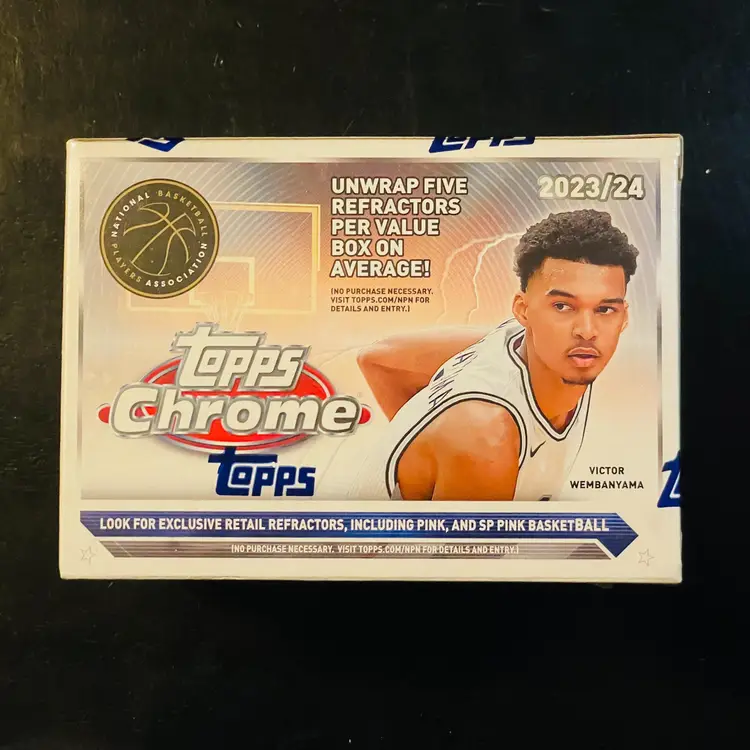 Topps
NATIONAL BASKETBALL
PLAYERS ASSOCIATION
UNWRAP FIVE
REFRACTORS
PER VALUE
BOX ON
AVERAGE!
(NO PURCHASE NECESSARY.
VISIT TOPPS.COM/NPN FOR
DETAILS AND ENTRY.)
2023/24
Topps
Chrome
Topps
VICTOR
WEMBANYAMA
LOOK FOR EXCLUSIVE RETAIL REFRACTORS, INCLUDING PINK, AND SP PINK BASKETBALL
(NO PURCHASE NECESSARY. VISIT TOPPS.COM/NPN FOR DETAILS AND ENTRY.)